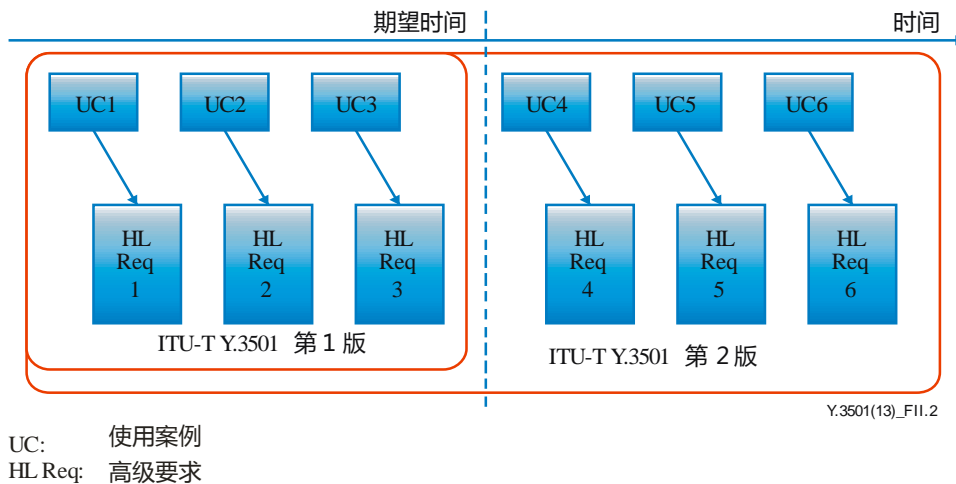 期望时间
时间
UC1
UC2
UC3
UC4
UC5
UC6
HL
Req
1
HL
Req
2
HL
Req
3
HL
Req
4
HL
Req
5
HL
Req
6
ITU-T Y.3501 第 1 版
ITU-T Y.3501 第 2 版
Y.3501(13)_FII.2
UC: 使用案例
HL Req: 高级要求